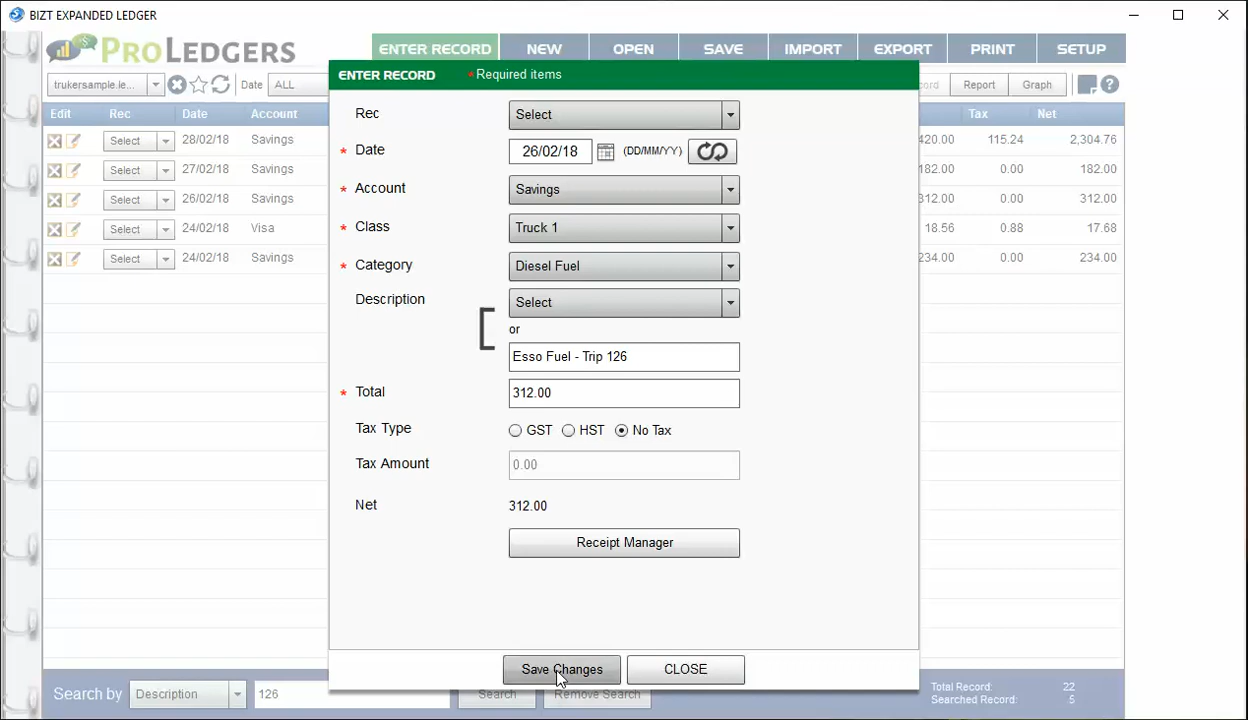 BIZT EXPANDED LEDGER
PROLEDGERS
ENTER RECORD NEW OPEN SAVE IMPORT EXPORT PRINT SETUP
trukersample.le... Date ALL Report Graph
ENTER RECORD * Required items
Edit Rec Date Account Tax Net
Select 28/02/18 Savings 420.00 115.24 2,304.76
Select 27/02/18 Savings 182.00 0.00 182.00
Select 26/02/18 Savings 312.00 0.00 312.00
Select 24/02/18 Visa 18.56 0.88 17.68
Select 24/02/18 Savings 234.00 0.00 234.00
Rec Select
* Date 26/02/18 (DD/MM/YY)
* Account Savings
* Class Truck 1
* Category Diesel Fuel
Description Select
or
Esso Fuel - Trip 126
* Total 312.00
Tax Type GST HST No Tax
Tax Amount 0.00
Net 312.00
Receipt Manager
Save Changes CLOSE
Search by Description 126 Search Remove Search
Total Record: 22
Searched Record: 5